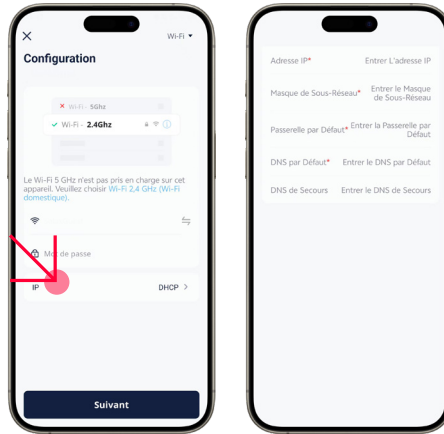 Wi-Fi
Configuration
Wi-Fi - 5Ghz
Wi-Fi - 2.4Ghz
Le Wi-Fi 5 GHz n'est pas pris en charge sur cet
appareil. Veuillez choisir Wi-Fi 2,4 GHz (Wi-Fi
domestique).
Mot de passe
IP DHCP
Suivant
Adresse IP* Entrer L'adresse IP
Masque de Sous-Réseau* Entrer le Masque
de Sous-Réseau
Passerelle par Défaut* Entrer la Passerelle par
Défaut
DNS par Défaut* Entrer le DNS par Défaut
DNS de Secours Entrer le DNS de Secours